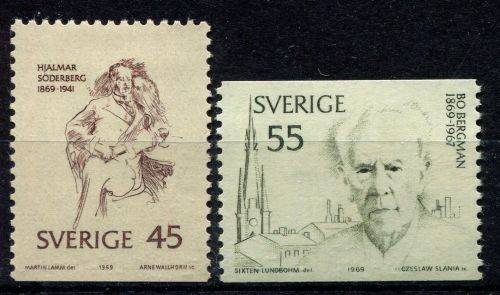 HJALMAR
SÖDERBERG
1869-1941
SVERIGE 45
MARTIN LAMM del. 1969 ARNE WALLHORN sc.
SVERIGE
55
BO BERGMAN
1869-1967
SIXTEN LUNDBOHM del. 1969 CZESLAW SLANIA sc.